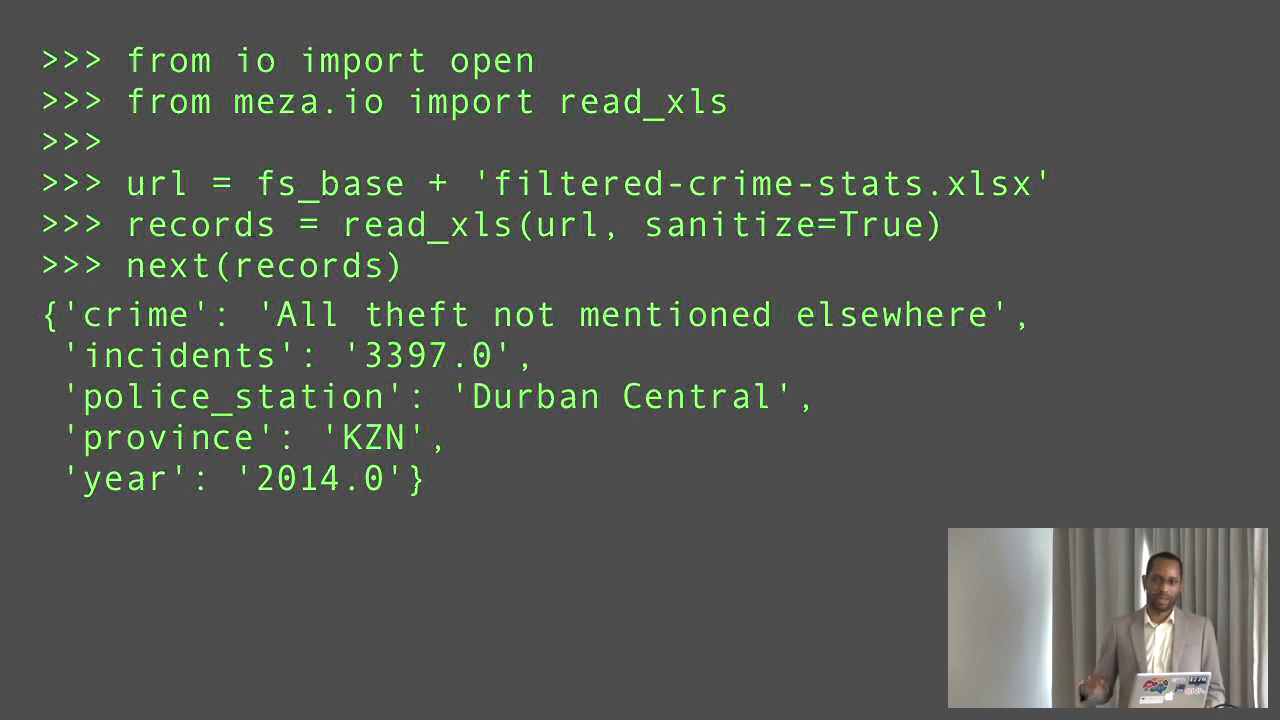 >>> from io import open
>>> from meza.io import read_xls
>>>
>>> url = fs_base + 'filtered-crime-stats.xlsx'
>>> records = read_xls(url, sanitize=True)
>>> next(records)
{'crime': 'All theft not mentioned elsewhere',
 'incidents': '3397.0',
 'police_station': 'Durban Central',
 'province': 'KZN',
 'year': '2014.0'}